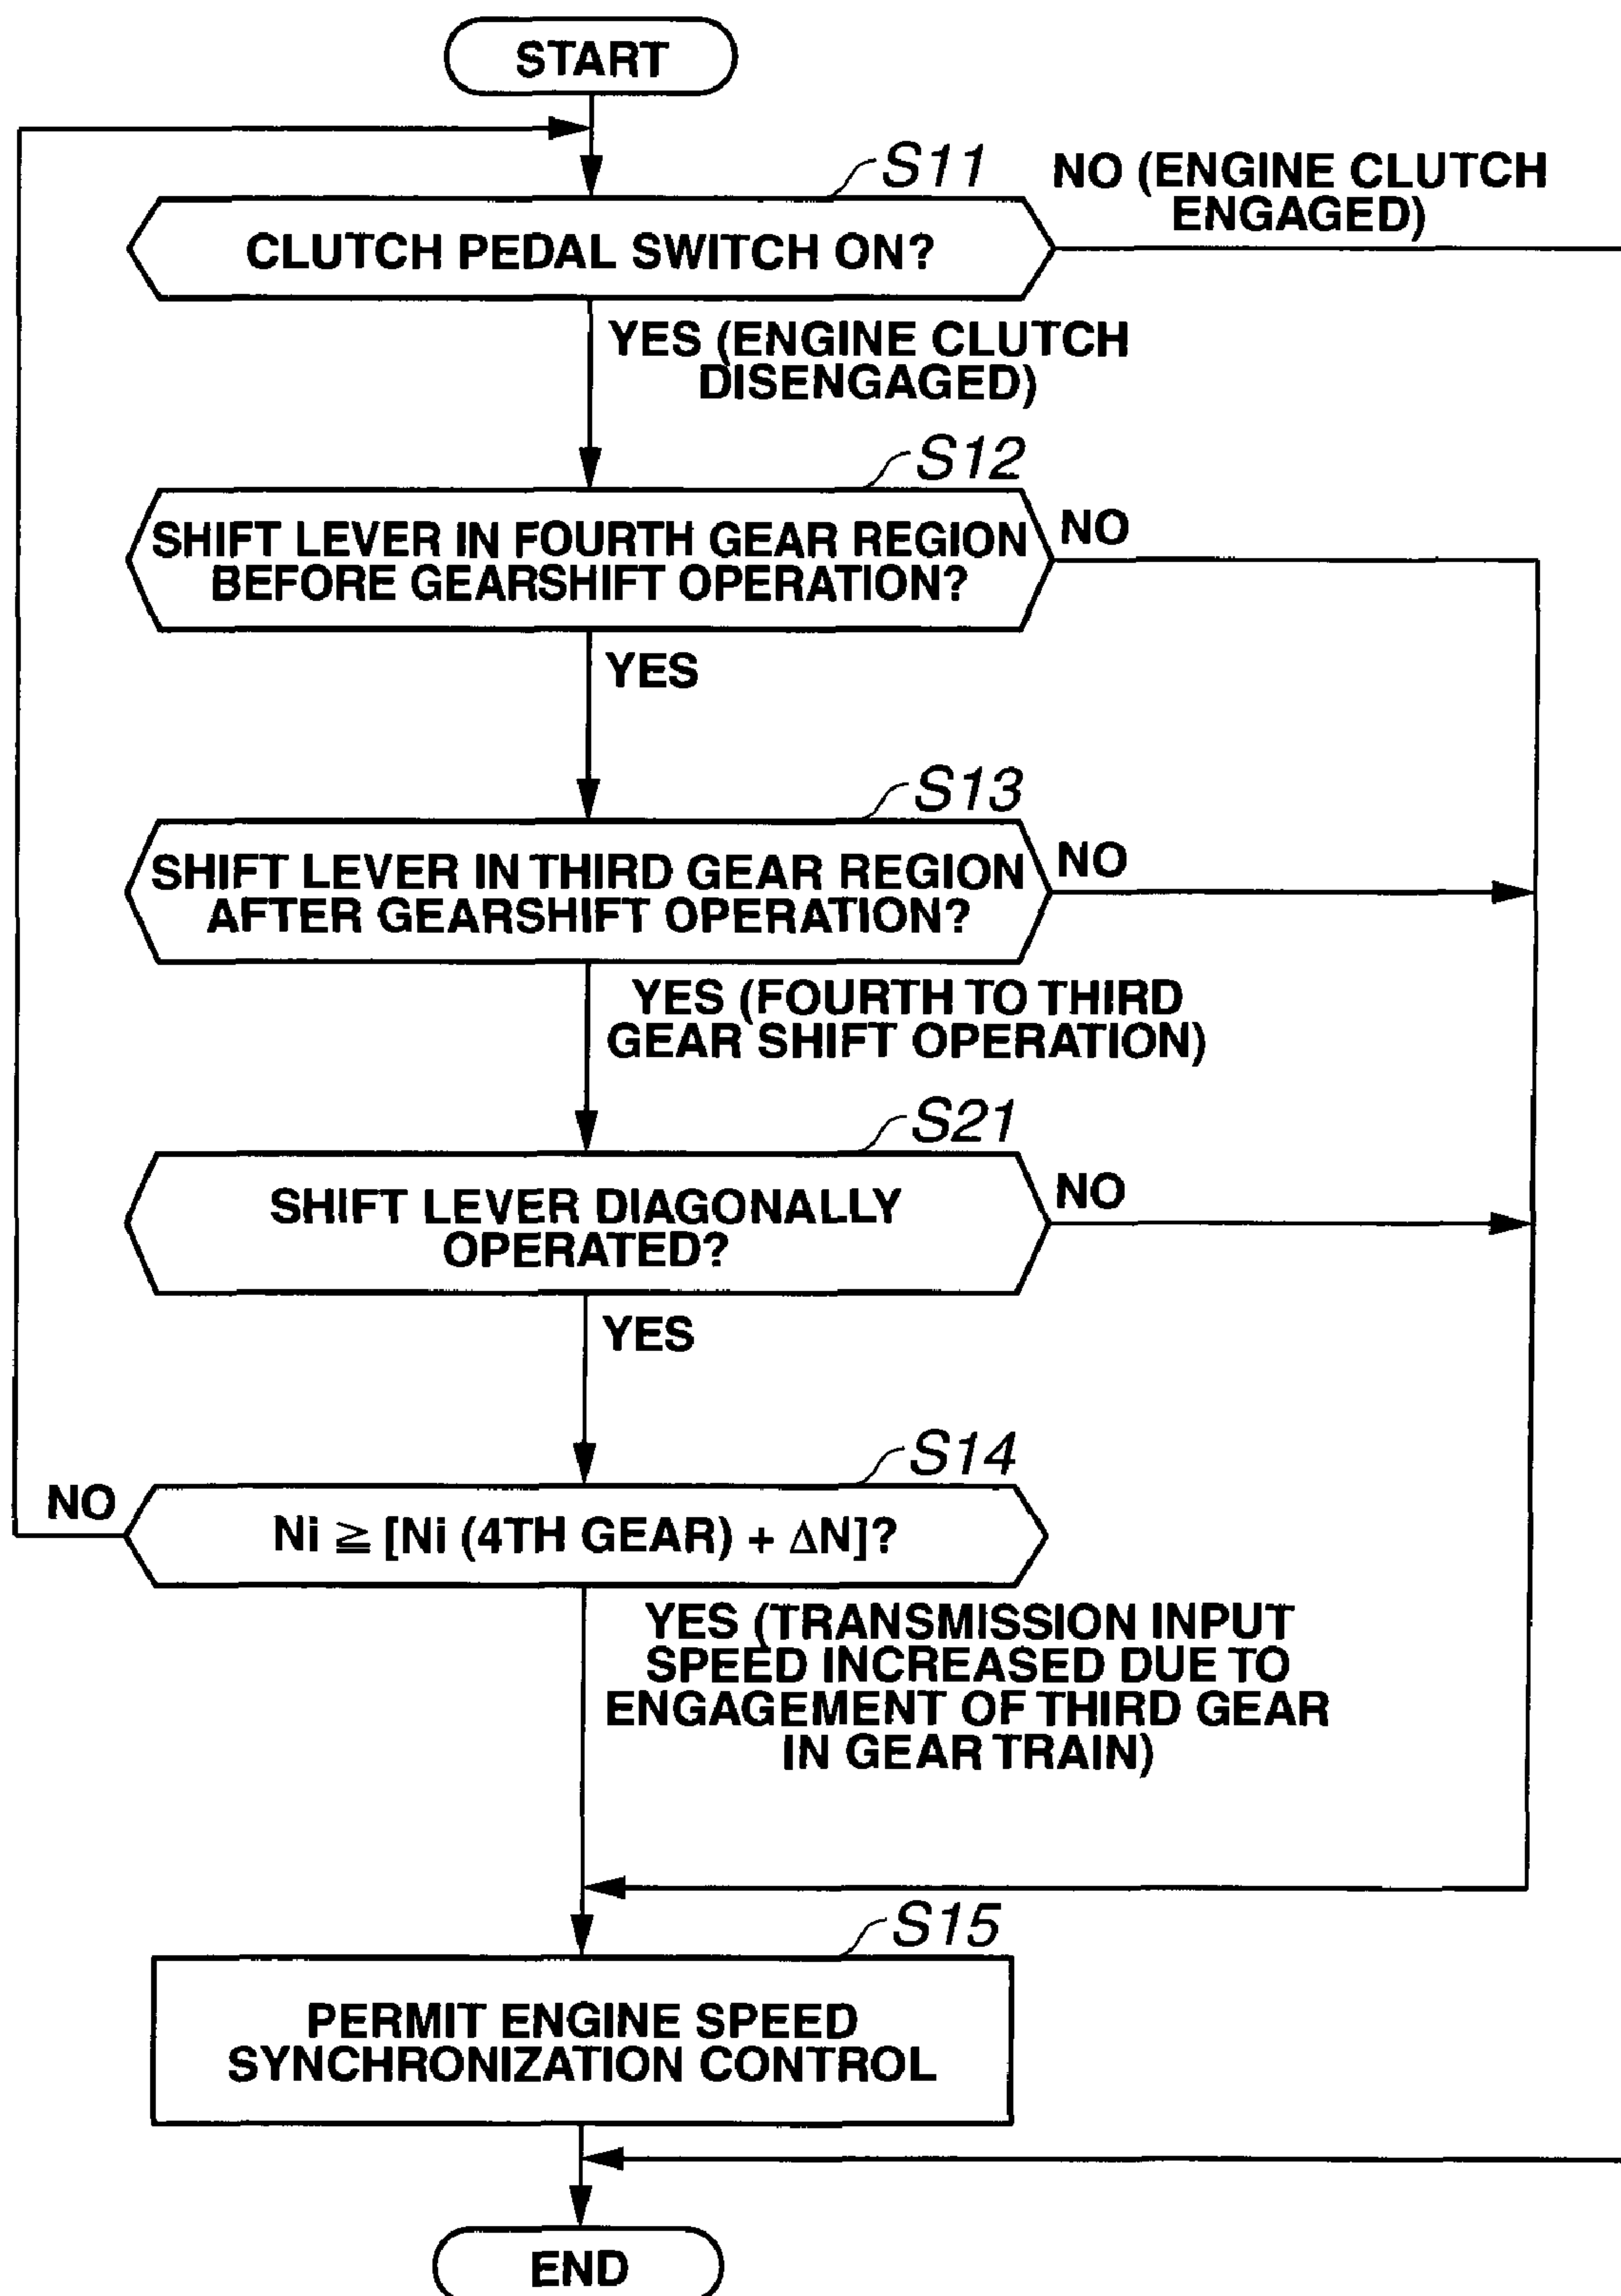 START
S11
NO (ENGINE CLUTCH
ENGAGED)
CLUTCH PEDAL SWITCH ON?
YES (ENGINE CLUTCH
DISENGAGED)
S12
SHIFT LEVER IN FOURTH GEAR REGION
BEFORE GEARSHIFT OPERATION?
NO
YES
S13
SHIFT LEVER IN THIRD GEAR REGION
AFTER GEARSHIFT OPERATION?
NO
YES (FOURTH TO THIRD
GEAR SHIFT OPERATION)
S21
SHIFT LEVER DIAGONALLY
OPERATED?
NO
YES
S14
NO
Ni ≧ [Ni (4TH GEAR) + ΔN]?
YES (TRANSMISSION INPUT
SPEED INCREASED DUE TO
ENGAGEMENT OF THIRD GEAR
IN GEAR TRAIN)
S15
PERMIT ENGINE SPEED
SYNCHRONIZATION CONTROL
END